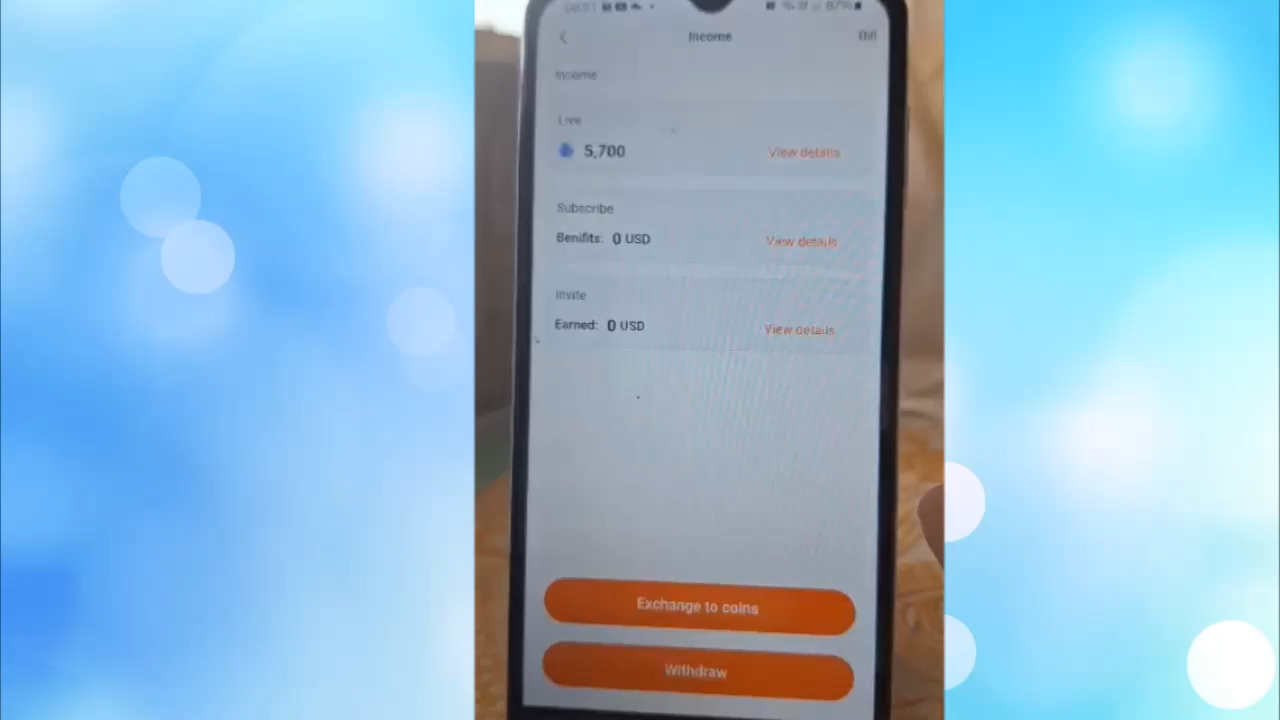 87%
Income
Bill
Income
Live
5,700
View details
Subscribe
Benifits: 0 USD
View details
Invite
Earned: 0 USD
View details
Exchange to coins
Withdraw